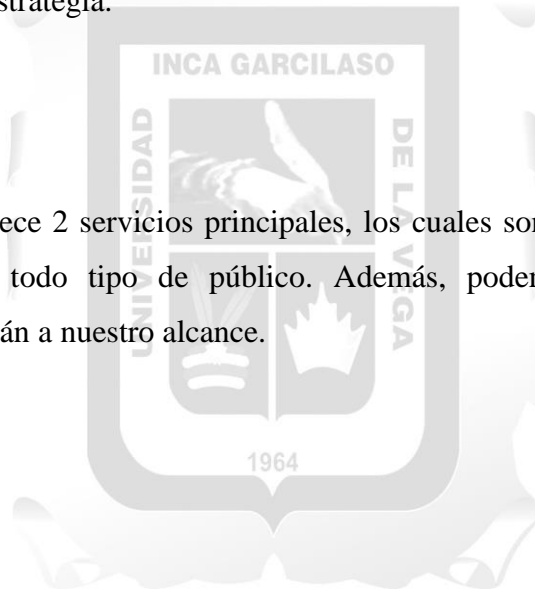 strategia.
INCA GARCILASO
UNIVERSIDAD
DE LA VEGA
ece 2 servicios principales, los cuales son
todo tipo de público. Además, poder
án a nuestro alcance.
1964